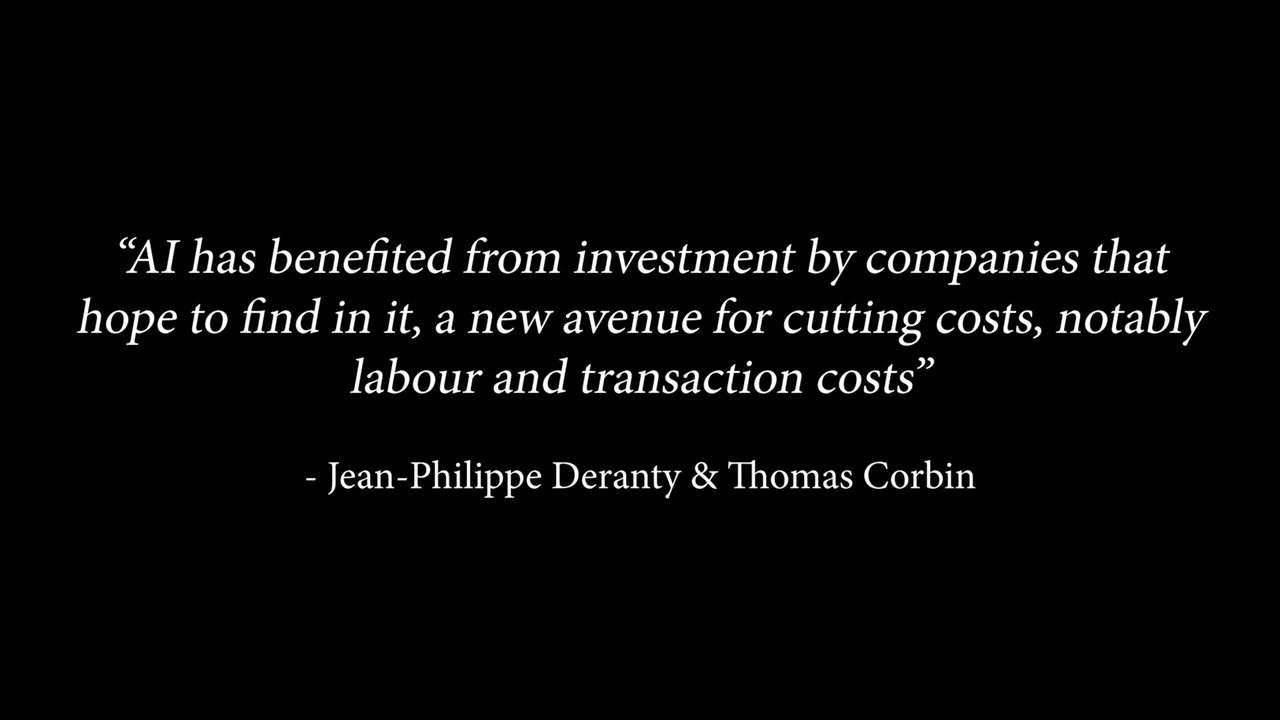 “AI has benefited from investment by companies that
hope to find in it, a new avenue for cutting costs, notably
labour and transaction costs”
- Jean-Philippe Deranty & Thomas Corbin